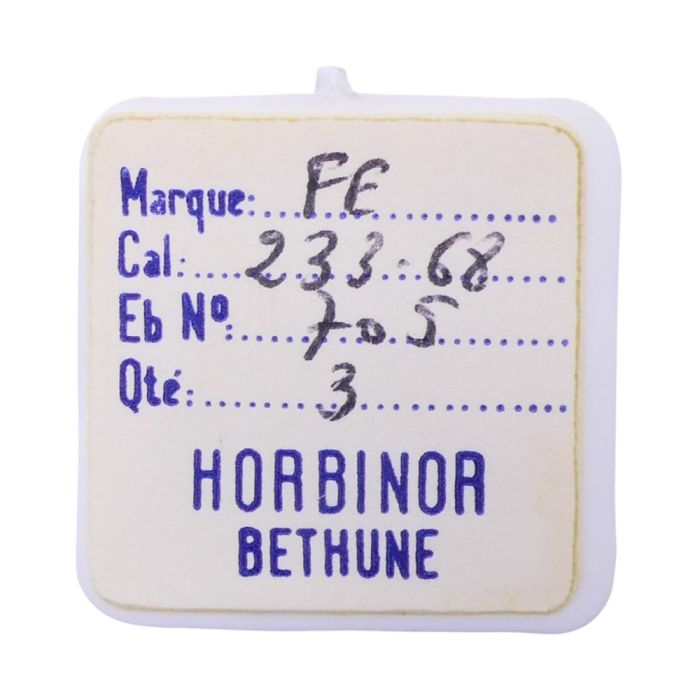 Marque: FE
Cal: 233.68
Eb Nº: 705
Qté: 3
HORBINOR
BETHUNE